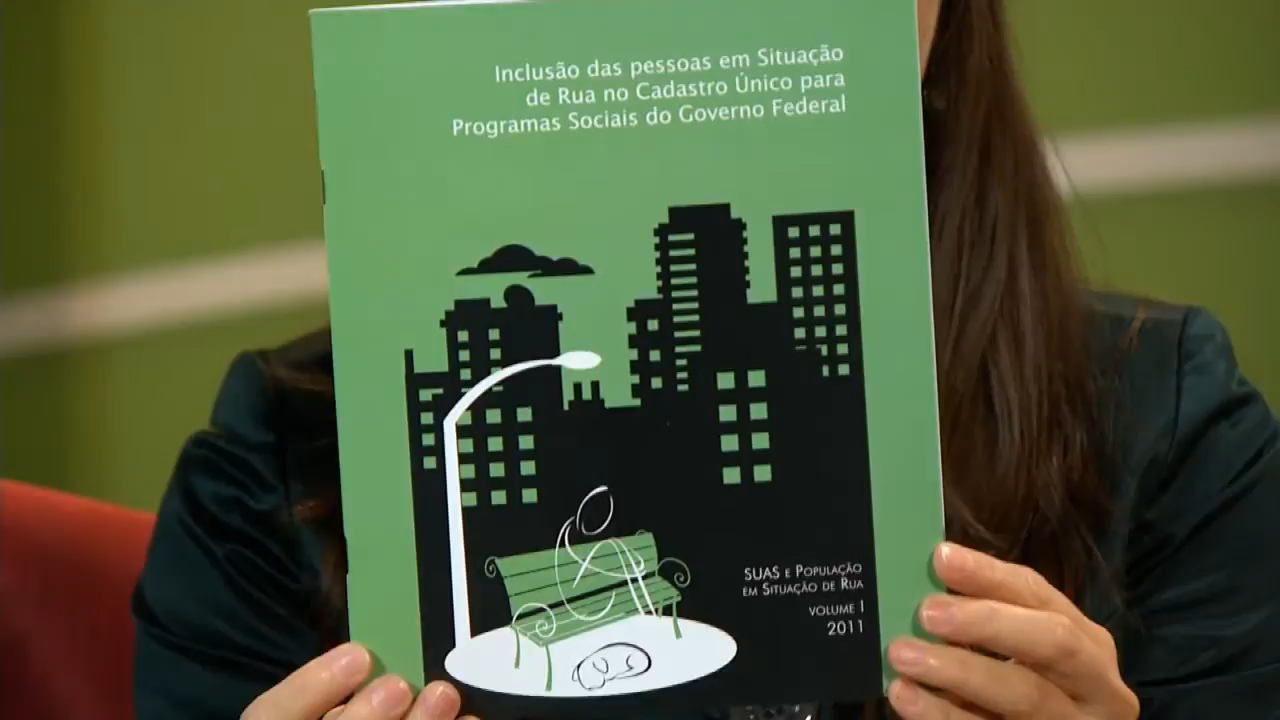 Inclusão das pessoas em Situação
de Rua no Cadastro Único para
Programas Sociais do Governo Federal
SUAS e População
em Situação de Rua
volume I
2011